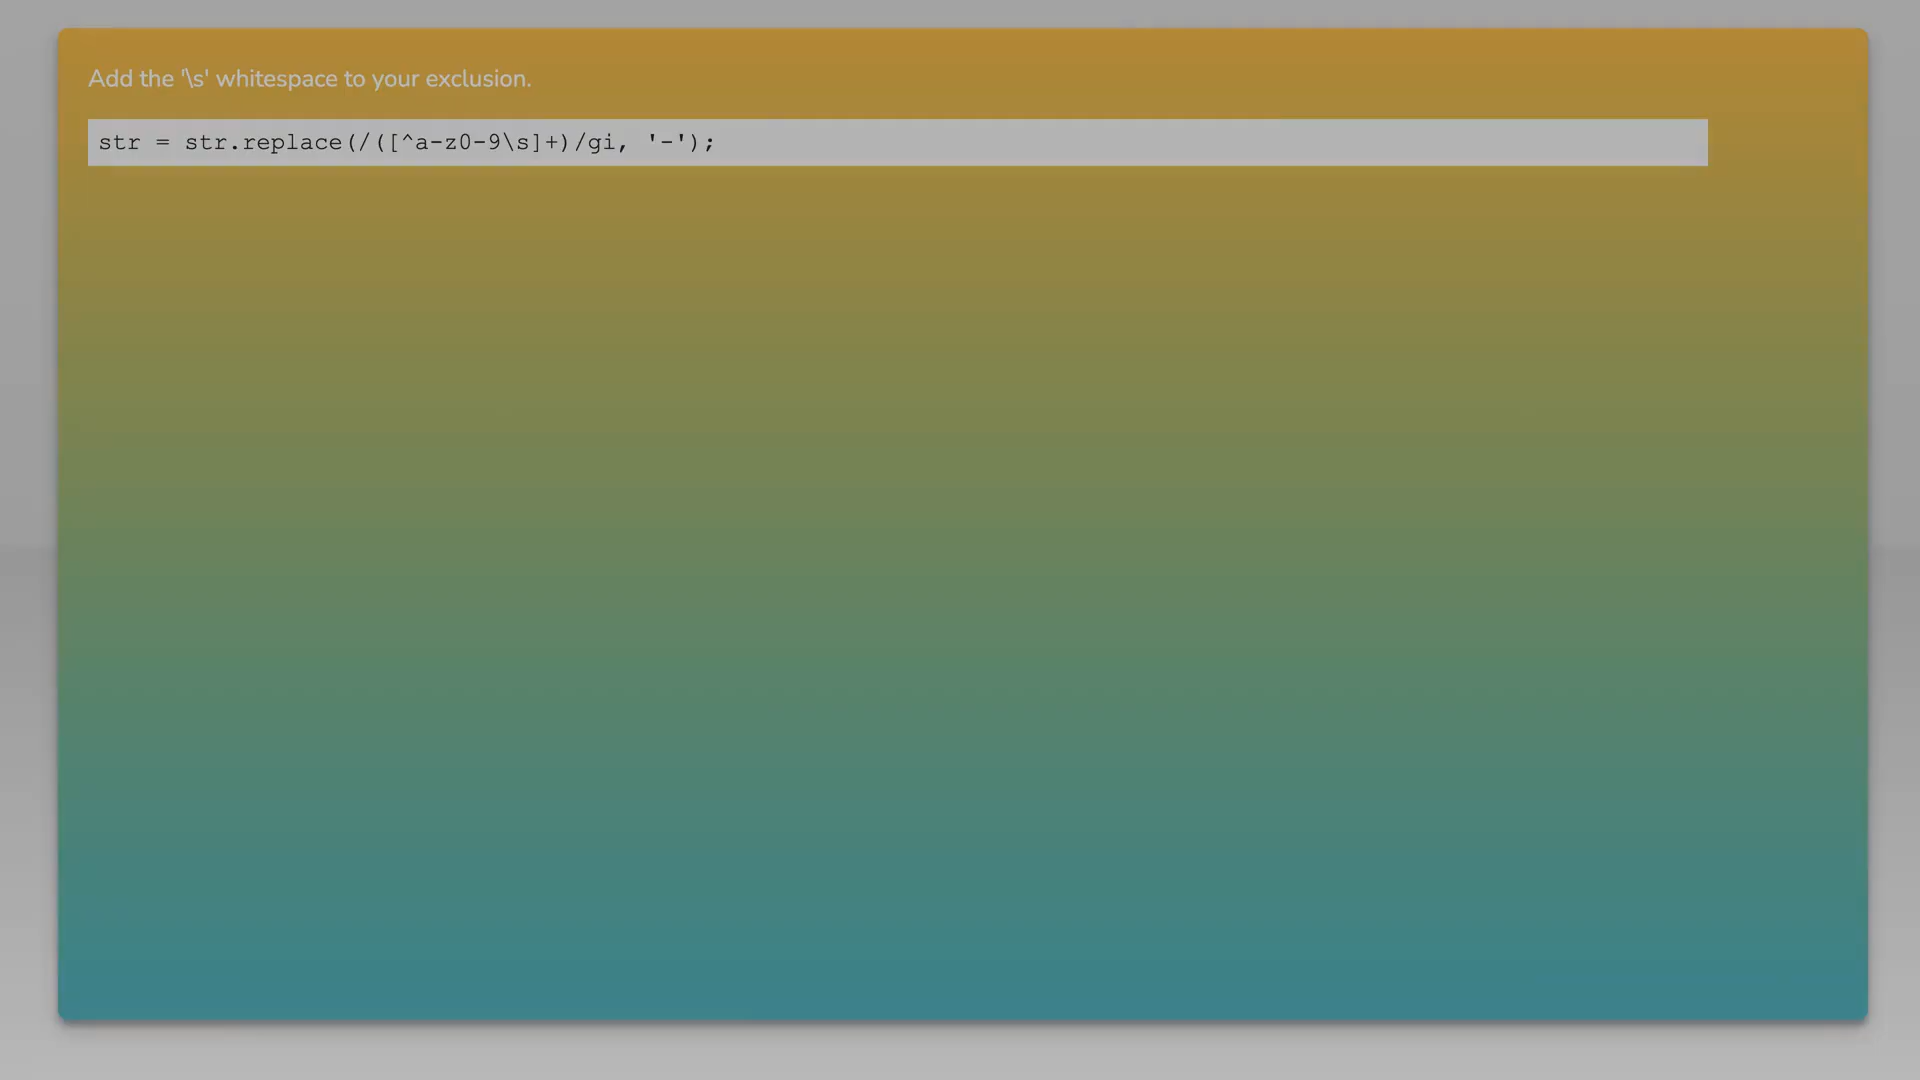 Add the '\s' whitespace to your exclusion.
str = str.replace(/([^a-z0-9\s]+)/gi, '-');